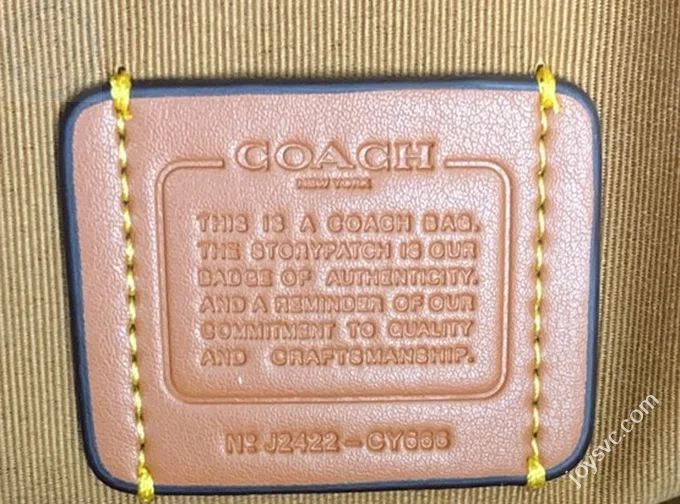 COACH
NEW YORK
THIS IS A COACH BAG.
THE STORYPATCH IS OUR
BADGE OF AUTHENTICITY.
AND A REMINDER OF OUR
COMMITMENT TO QUALITY
AND CRAFTSMANSHIP.
Nº J2422-CY
joysvc.com